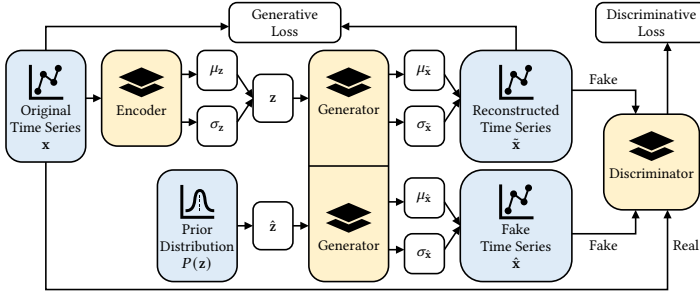 Generative
Loss
Discriminative
Loss
Original
Time Series
x
Encoder
μz
σz
z
Generator
μx̃
σx̃
Reconstructed
Time Series
x̃
Fake
Discriminator
Prior
Distribution
P(z)
ẑ
Generator
μx̂
σx̂
Fake
Time Series
x̂
Fake
Real